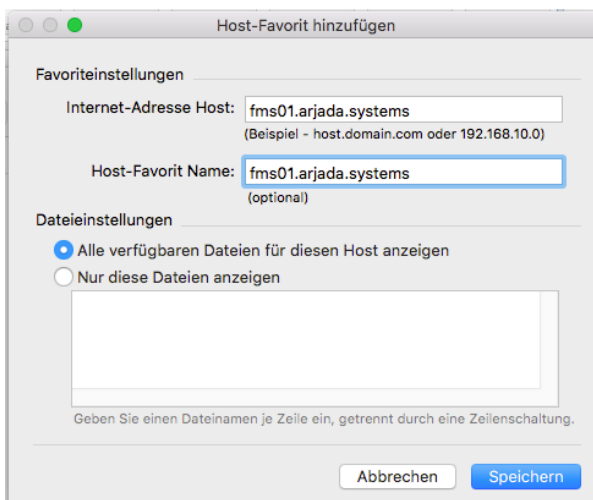 Host-Favorit hinzufügen
Favoriteinstellungen
Internet-Adresse Host: fms01.arjada.systems
(Beispiel - host.domain.com oder 192.168.10.0)
Host-Favorit Name: fms01.arjada.systems
(optional)
Dateieinstellungen
Alle verfügbaren Dateien für diesen Host anzeigen
Nur diese Dateien anzeigen
Geben Sie einen Dateinamen je Zeile ein, getrennt durch eine Zeilenschaltung.
Abbrechen Speichern